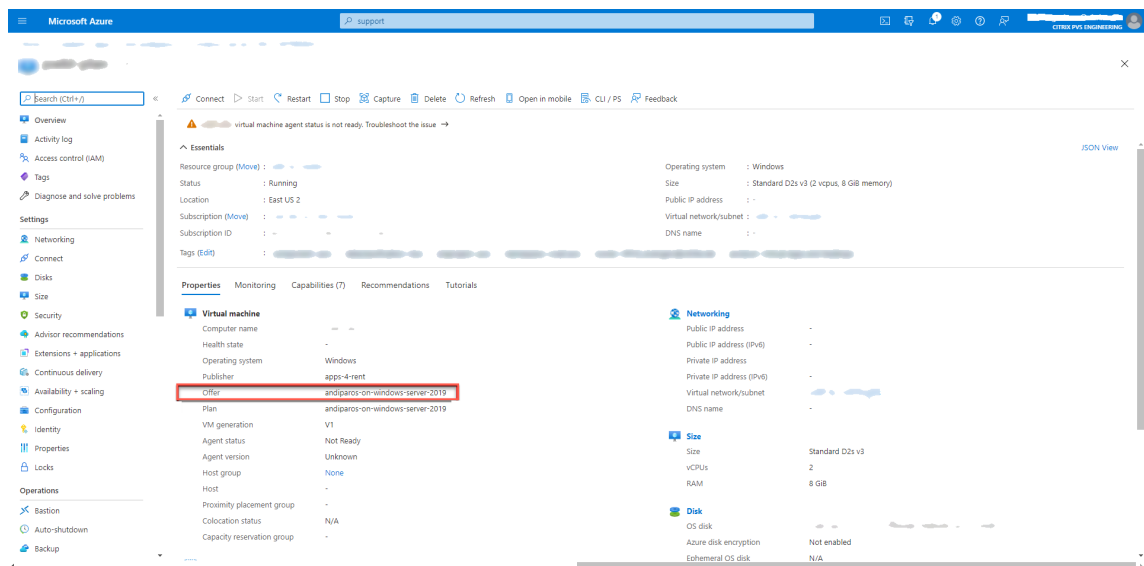 Microsoft Azure
support
CITRIX PVS ENGINEERING
Search (Ctrl+/)
Connect Start Restart Stop Capture Delete Refresh Open in mobile CLI / PS Feedback
virtual machine agent status is not ready. Troubleshoot the issue →
Overview
Activity log
Access control (IAM)
Tags
Diagnose and solve problems
Settings
Networking
Connect
Disks
Size
Security
Advisor recommendations
Extensions + applications
Continuous delivery
Availability + scaling
Configuration
Identity
Properties
Locks
Operations
Bastion
Auto-shutdown
Backup
Essentials
JSON View
Resource group (Move) :
Status : Running
Location : East US 2
Subscription (Move) :
Subscription ID : -
Tags (Edit) :
Operating system : Windows
Size : Standard D2s v3 (2 vcpus, 8 GiB memory)
Public IP address : -
Virtual network/subnet :
DNS name : -
Properties Monitoring Capabilities (7) Recommendations Tutorials
Virtual machine
Computer name
Health state -
Operating system Windows
Publisher apps-4-rent
Offer andiparos-on-windows-server-2019
Plan andiparos-on-windows-server-2019
VM generation V1
Agent status Not Ready
Agent version Unknown
Host group None
Host -
Proximity placement group -
Colocation status N/A
Capacity reservation group -
Networking
Public IP address -
Public IP address (IPv6) -
Private IP address
Private IP address (IPv6) -
Virtual network/subnet
DNS name -
Size
Size Standard D2s v3
vCPUs 2
RAM 8 GiB
Disk
OS disk
Azure disk encryption Not enabled
Ephemeral OS disk N/A